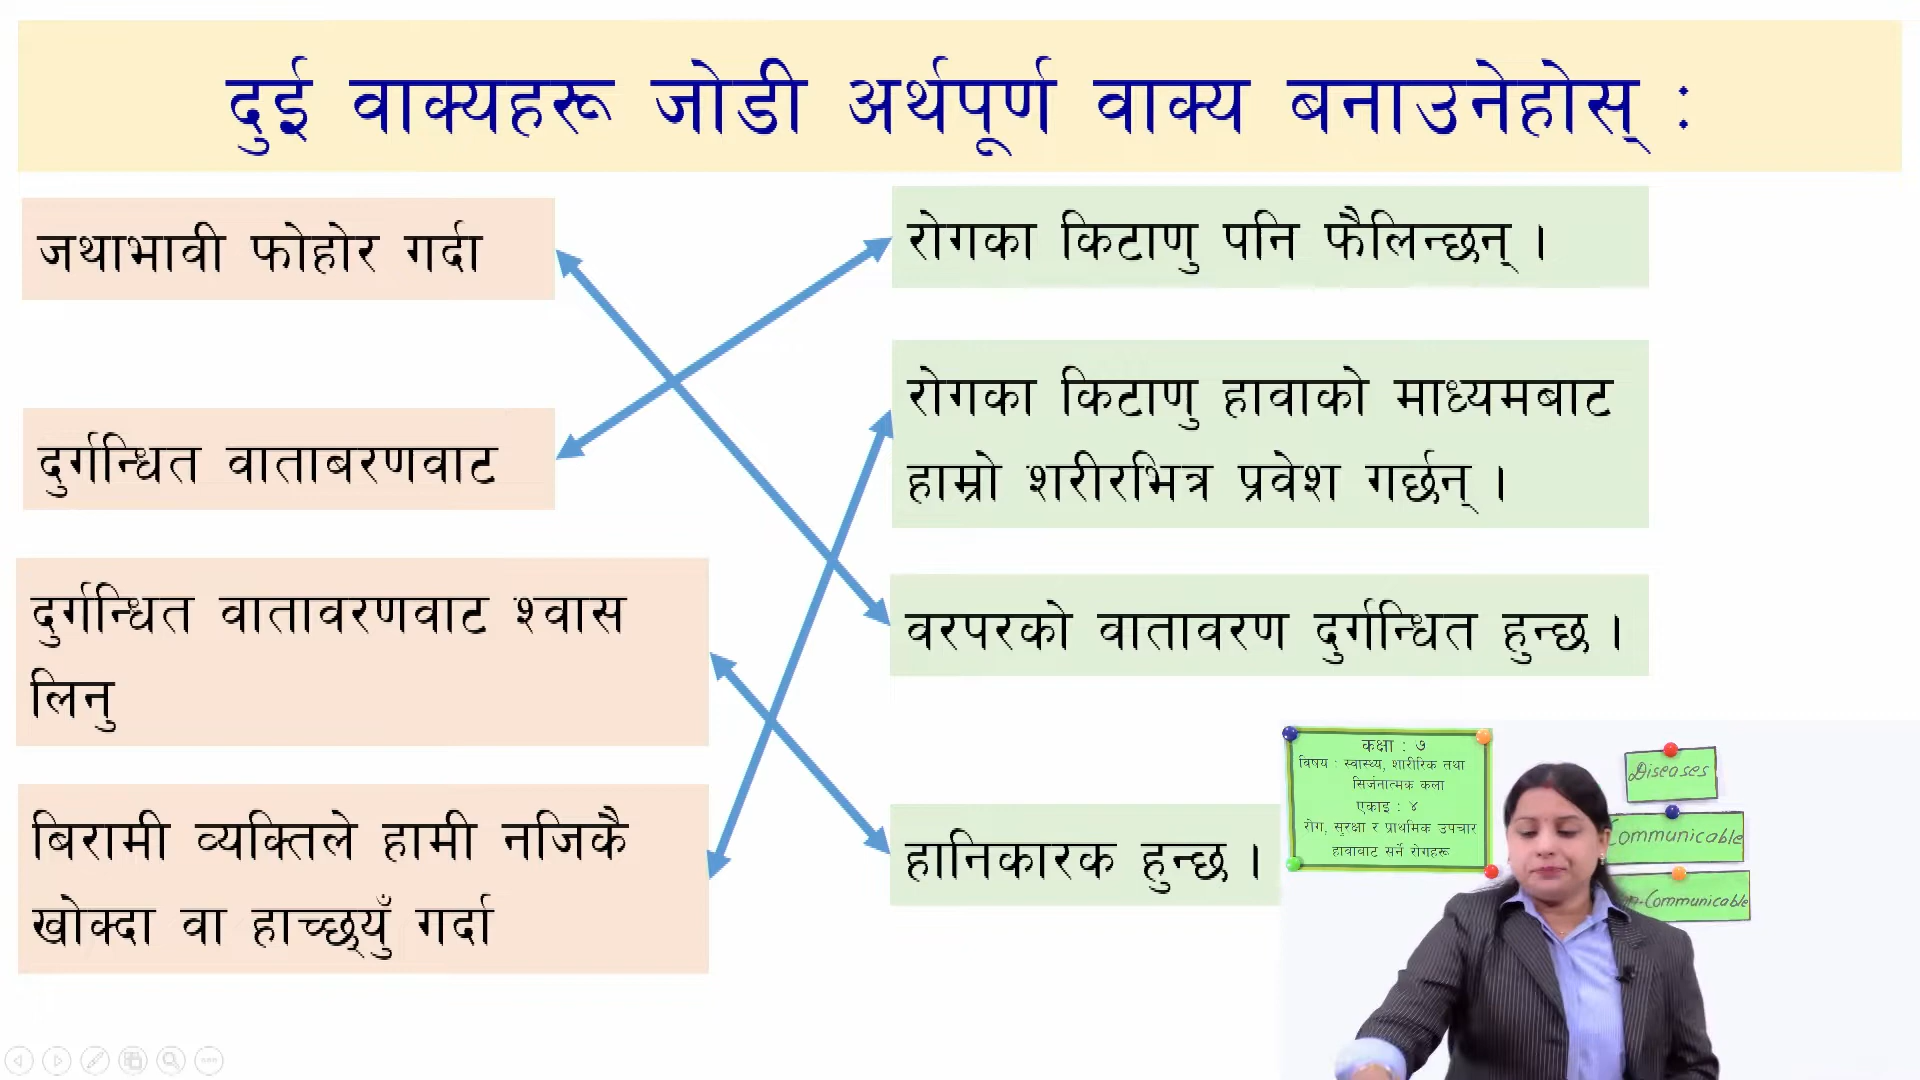 दुई वाक्यहरू जोडी अर्थपूर्ण वाक्य बनाउनेहोस् :
जथाभावी फोहोर गर्दा
दुर्गन्धित वाताबरणवाट
दुर्गन्धित वातावरणवाट श्वास
लिनु
बिरामी व्यक्तिले हामी नजिकै
खोक्दा वा हाच्छ्युँ गर्दा
रोगका किटाणु पनि फैलिन्छन् ।
रोगका किटाणु हावाको माध्यमबाट
हाम्रो शरीरभित्र प्रवेश गर्छन् ।
वरपरको वातावरण दुर्गन्धित हुन्छ ।
हानिकारक हुन्छ ।
कक्षा : ७
विषय : स्वास्थ्य, शारीरिक तथा
सिर्जनात्मक कला
एकाइ : ४
रोग, सुरक्षा र प्राथमिक उपचार
हावाबाट सर्ने रोगहरू
Diseases
Communicable
-Communicable